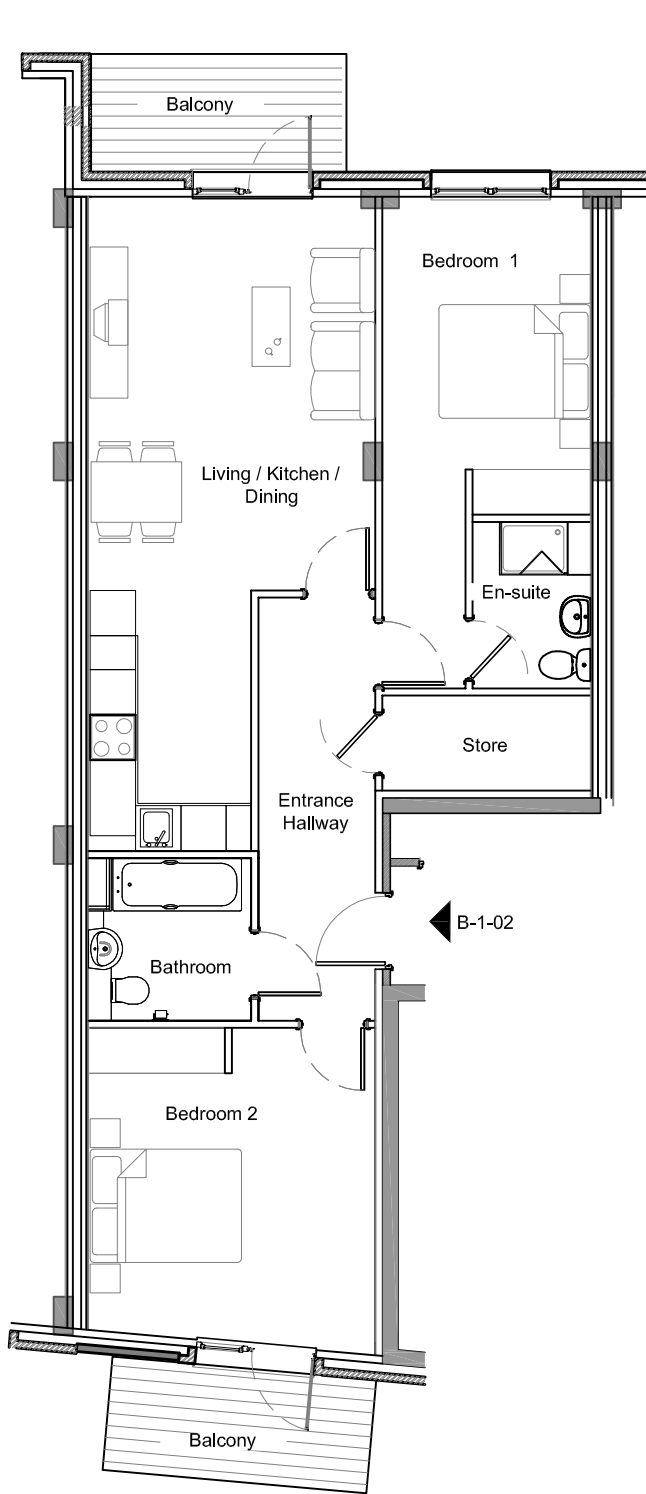 Balcony
Bedroom 1
Living / Kitchen /
Dining
En-suite
Store
Entrance
Hallway
B-1-02
Bathroom
Bedroom 2
Balcony